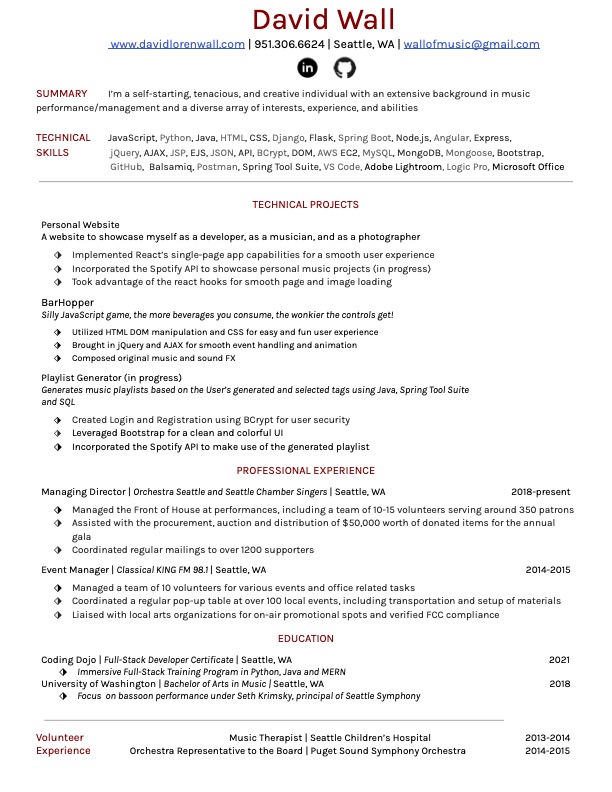 David Wall
www.davidlorenwall.com | 951.306.6624 | Seattle, WA | wallofmusic@gmail.com
in
SUMMARY I'm a self-starting, tenacious, and creative individual with an extensive background in music
performance/management and a diverse array of interests, experience, and abilities
TECHNICAL SKILLS JavaScript, Python, Java, HTML, CSS, Django, Flask, Spring Boot, Node.js, Angular, Express,
jQuery, AJAX, JSP, EJS, JSON, API, BCrypt, DOM, AWS EC2, MySQL, MongoDB, Mongoose, Bootstrap,
GitHub, Balsamiq, Postman, Spring Tool Suite, VS Code, Adobe Lightroom, Logic Pro, Microsoft Office
TECHNICAL PROJECTS
Personal Website
A website to showcase myself as a developer, as a musician, and as a photographer
Implemented React's single-page app capabilities for a smooth user experience
Incorporated the Spotify API to showcase personal music projects (in progress)
Took advantage of the react hooks for smooth page and image loading
BarHopper
Silly JavaScript game, the more beverages you consume, the wonkier the controls get!
Utilized HTML DOM manipulation and CSS for easy and fun user experience
Brought in jQuery and AJAX for smooth event handling and animation
Composed original music and sound FX
Playlist Generator (in progress)
Generates music playlists based on the User's generated and selected tags using Java, Spring Tool Suite
and SQL
Created Login and Registration using BCrypt for user security
Leveraged Bootstrap for a clean and colorful UI
Incorporated the Spotify API to make use of the generated playlist
PROFESSIONAL EXPERIENCE
Managing Director | Orchestra Seattle and Seattle Chamber Singers | Seattle, WA 2018-present
Managed the Front of House at performances, including a team of 10-15 volunteers serving around 350 patrons
Assisted with the procurement, auction and distribution of $50,000 worth of donated items for the annual
gala
Coordinated regular mailings to over 1200 supporters
Event Manager | Classical KING FM 98.1 | Seattle, WA 2014-2015
Managed a team of 10 volunteers for various events and office related tasks
Coordinated a regular pop-up table at over 100 local events, including transportation and setup of materials
Liaised with local arts organizations for on-air promotional spots and verified FCC compliance
EDUCATION
Coding Dojo | Full-Stack Developer Certificate | Seattle, WA 2021
Immersive Full-Stack Training Program in Python, Java and MERN
University of Washington | Bachelor of Arts in Music | Seattle, WA 2018
Focus on bassoon performance under Seth Krimsky, principal of Seattle Symphony
Volunteer Music Therapist | Seattle Children's Hospital 2013-2014
Experience Orchestra Representative to the Board | Puget Sound Symphony Orchestra 2014-2015